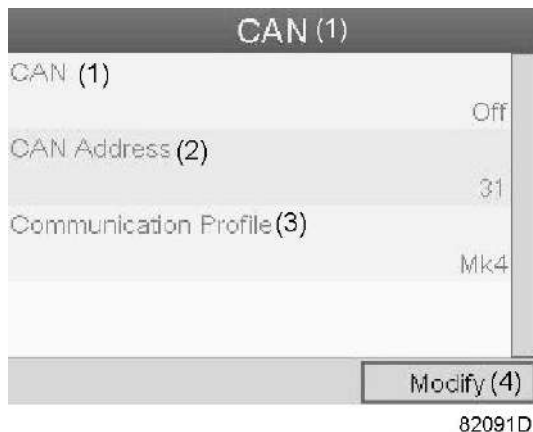 CAN (1)
CAN (1)
Off
CAN Address (2)
31
Communication Profile (3)
Mk4
Modify (4)
82091D